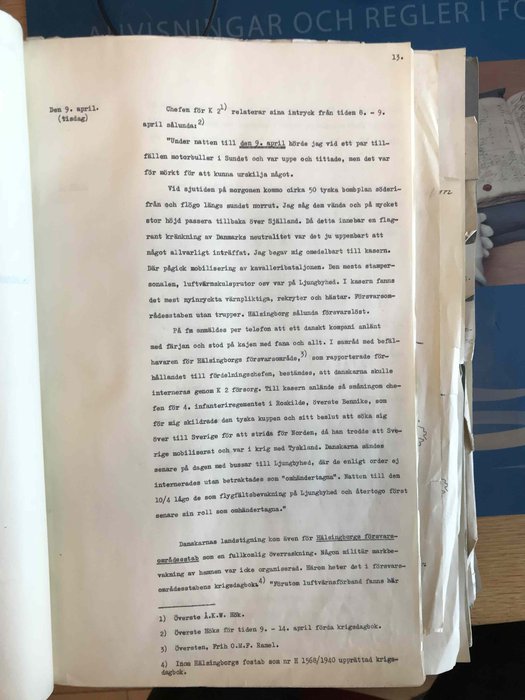 ANVISNINGAR OCH REGLER I FO
13.
Den 9. april.
(tisdag)
Chefen för K 2 1) relaterar sina intryck från tiden 8. - 9.
april sålunda: 2)
"Under natten till den 9. april hörde jag vid ett par till-
fällen motorbuller i Sundet och var uppe och tittade, men det
var för mörkt för att kunna urskilja något.
Vid sjutiden på morgonen kommo cirka 50 tyska bombplan söderi-
från och flögo längs sundet norrut. Jag såg dem vända och på mycket
stor höjd passera tillbaka över Själland. Då detta innebar en flag-
rant kränkning av Danmarks neutralitet var det ju uppenbart att
något allvarligt inträffat. Jag begav mig omedelbart till kasern.
Där pågick mobilisering av kavalleribataljonen. Den mesta stamper-
sonalen, luftvärnskulsprutor osv var på Ljungbyhed. I kasern fanns
det mest nyinryckta värnpliktiga, rekryter och hästar. Försvarsom-
rådesstaben utan trupper. Hälsingborg sålunda försvarslöst.
På fm anmäldes per telefon att ett danskt kompani anlänt
med färjan och stod på kajen med fana och allt. I samråd med befäl-
havaren för Hälsingborgs försvarsområde, 3) som rapporterade för-
hållandet till fördelningschefen, beständes, att danskarna skulle
interneras genom K 2 försorg. Till kasern anlände så småningom che-
fen för 4. infanteriregementet i Roskilde, överste Bennike, som
för mig skildrade den tyska kuppen och sitt beslut att söka sig
över till Sverige för att strida för Norden, då han trodde att Sve-
rige mobiliserat och var i krig med Tyskland. Danskarna sändes
senare på dagen med bussar till Ljungbyhed, där de enligt order ej
internerades utan betraktades som "omhändertagna". Natten till den
10/4 lågo de som flygfältsbevakning på Ljungbyhed och återtogo först
senare min roll som omhändertagna."
Danskarnas landstigning kom även för Hälsingborgs försvars-
områdesstab som en fullkomlig överraskning. Någon militär markbe-
vakning av hamnen var icke organiserad. Härom heter det i försvars-
områdesstabens krigsdagbok 4) "Förutom luftvärnsförband fanns här
1) Överste Å.K.W. Hök.
2) Överste Höks för tiden 9. - 14. april förda krigsdagbok.
3) Översten, Frih O.M.F. Ramel.
4) Inom Hälsingborgs fostab som nr H 1568/1940 upprättad krigs-
dagbok.